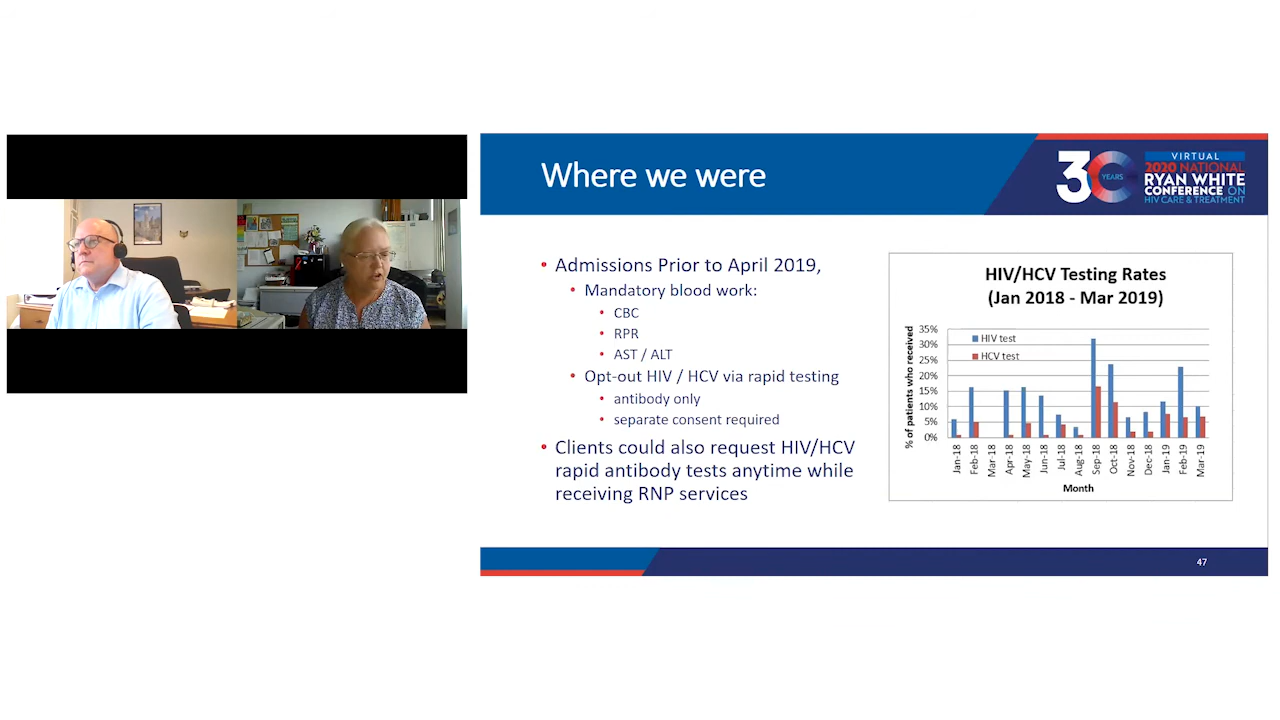 Where we were
30
YEARS
VIRTUAL
2020 NATIONAL
RYAN WHITE
CONFERENCE ON
HIV CARE & TREATMENT
• Admissions Prior to April 2019,
• Mandatory blood work:
• CBC
• RPR
• AST / ALT
• Opt-out HIV / HCV via rapid testing
• antibody only
• separate consent required
• Clients could also request HIV/HCV
rapid antibody tests anytime while
receiving RNP services
HIV/HCV Testing Rates
(Jan 2018 - Mar 2019)
% of patients who received
35%
30%
25%
20%
15%
10%
5%
0%
HIV test
HCV test
Jan-18
Feb-18
Mar-18
Apr-18
May-18
Jun-18
Jul-18
Aug-18
Sep-18
Oct-18
Nov-18
Dec-18
Jan-19
Feb-19
Mar-19
Month
47